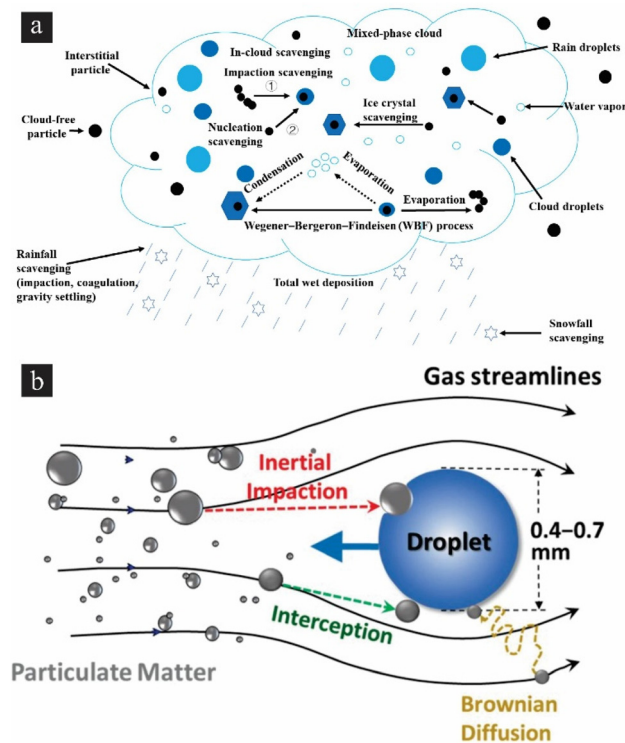 a
Mixed-phase cloud
Interstitial
particle
In-cloud scavenging
Rain droplets
Impaction scavenging
①
Cloud-free
particle
Nucleation
scavenging
②
Ice crystal
scavenging
Water vapor
Condensation
Evaporation
Evaporation
Cloud droplets
Wegener–Bergeron–Findeisen (WBF) process
Rainfall
scavenging
(impaction, coagulation,
gravity settling)
Total wet deposition
Snowfall
scavenging
b
Gas streamlines
Inertial
Impaction
Droplet
0.4–0.7
mm
Interception
Particulate Matter
Brownian
Diffusion